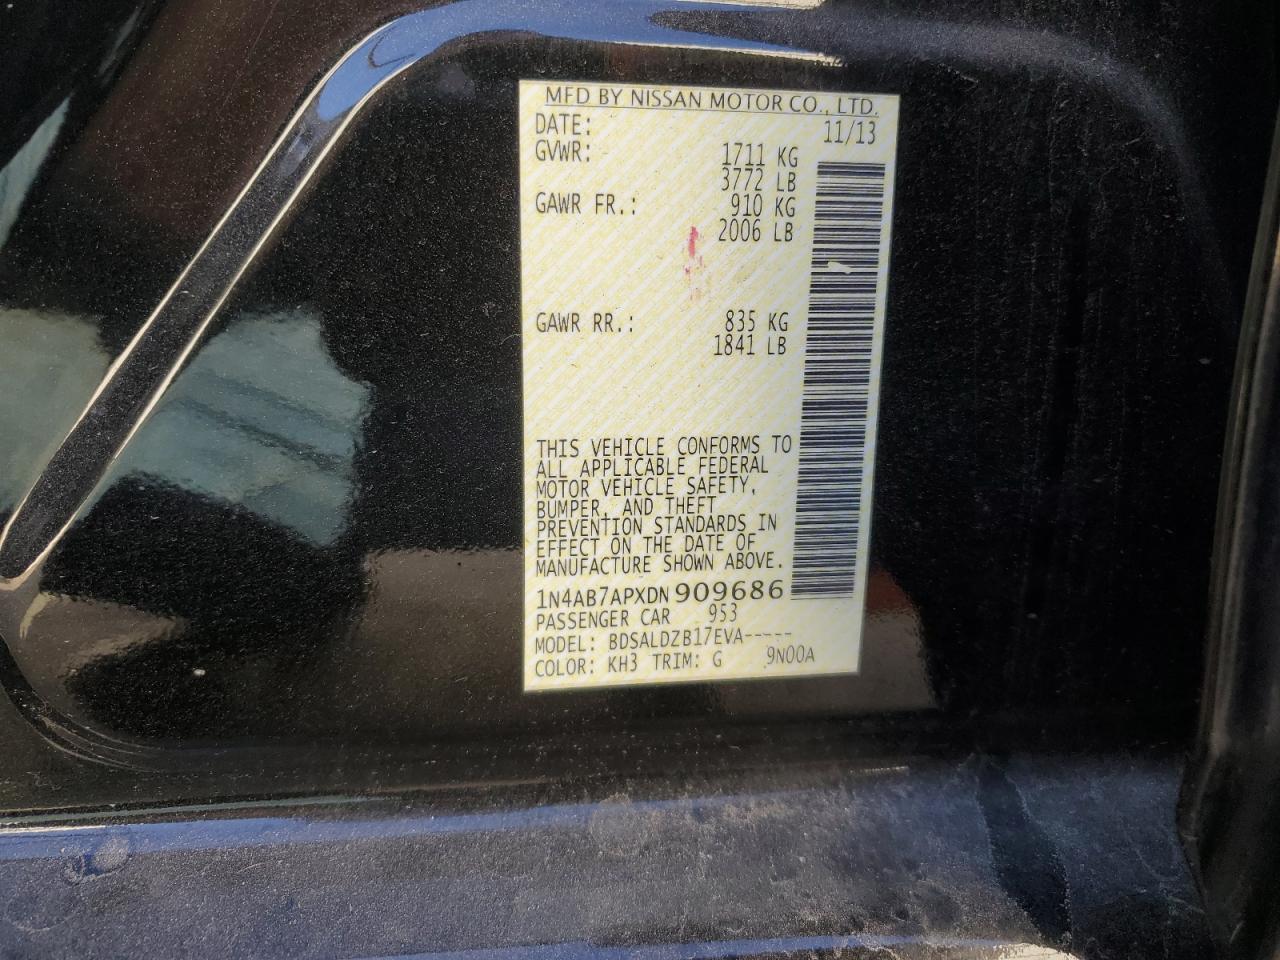 MFD BY NISSAN MOTOR CO., LTD.
DATE: 11/13
GVWR: 1711 KG
3772 LB
GAWR FR.: 910 KG
2006 LB
GAWR RR.: 835 KG
1841 LB
THIS VEHICLE CONFORMS TO
ALL APPLICABLE FEDERAL
MOTOR VEHICLE SAFETY,
BUMPER, AND THEFT
PREVENTION STANDARDS IN
EFFECT ON THE DATE OF
MANUFACTURE SHOWN ABOVE.
1N4AB7APXDN909686
PASSENGER CAR 953
MODEL: BDSALDZB17EVA-----
COLOR: KH3 TRIM: G 9N00A